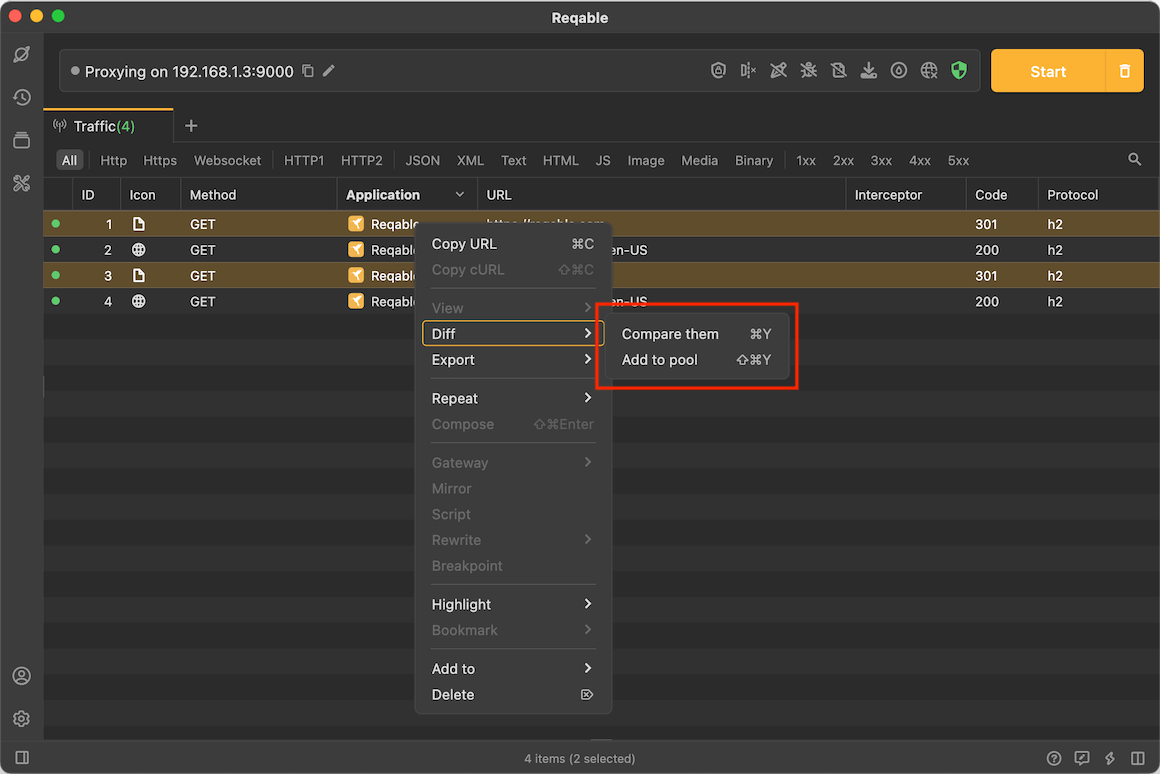 Reqable
Proxying on 192.168.1.3:9000
Start
Traffic(4)
All Http Https Websocket HTTP1 HTTP2 JSON XML Text HTML JS Image Media Binary 1xx 2xx 3xx 4xx 5xx
ID Icon Method Application URL Interceptor Code Protocol
1 GET Reqable https://reqable.com 301 h2
2 GET Reqable en-US 200 h2
3 GET Reqable 301 h2
4 GET Reqable en-US 200 h2
Copy URL ⌘C
Copy cURL ⇧⌘C
View
Diff
Export
Repeat
Compose ⇧⌘Enter
Gateway
Mirror
Script
Rewrite
Breakpoint
Highlight
Bookmark
Add to
Delete
Compare them ⌘Y
Add to pool ⇧⌘Y
4 items (2 selected)